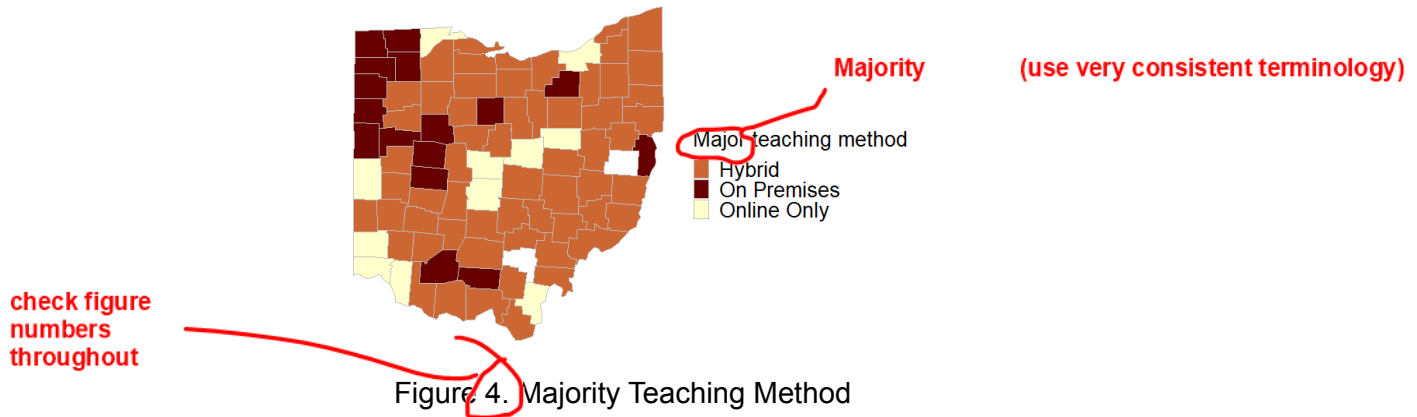 Majority (use very consistent terminology)
Major teaching method
Hybrid
On Premises
Online Only
check figure
numbers
throughout
Figure 4. Majority Teaching Method